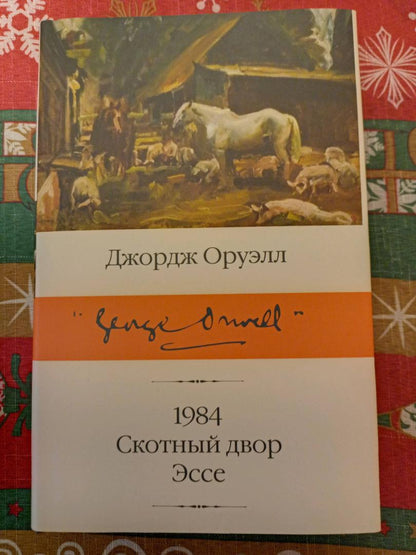 Джордж Оруэлл
"George Orwell"
1984
Скотный двор
Эссе